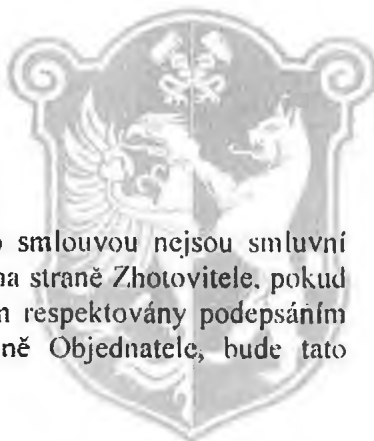 smlouvou nejsou smluvní
na straně Zhotovitele, pokud
respektovány podepsáním
ně Objednatele, bude tato